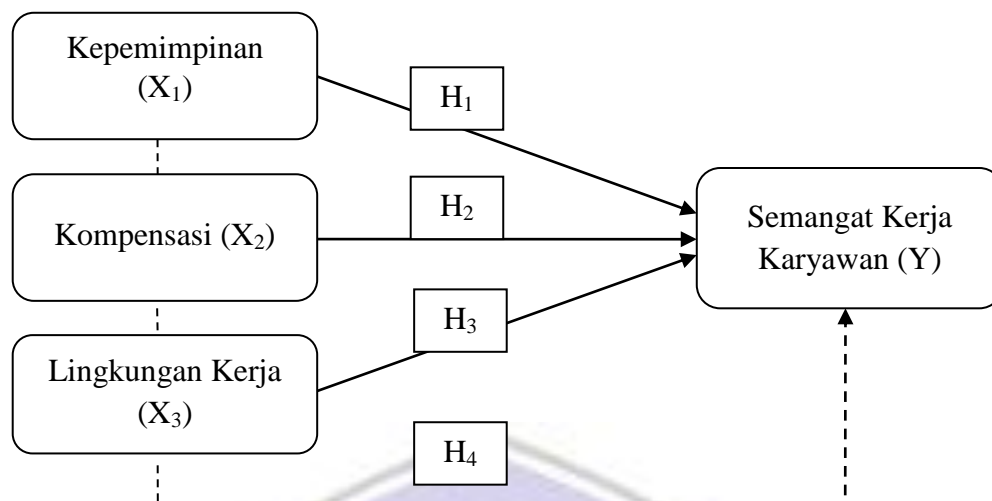 Kepemimpinan
(X₁)
H₁
Kompensasi (X₂)
H₂
Semangat Kerja
Karyawan (Y)
Lingkungan Kerja
(X₃)
H₃
H₄